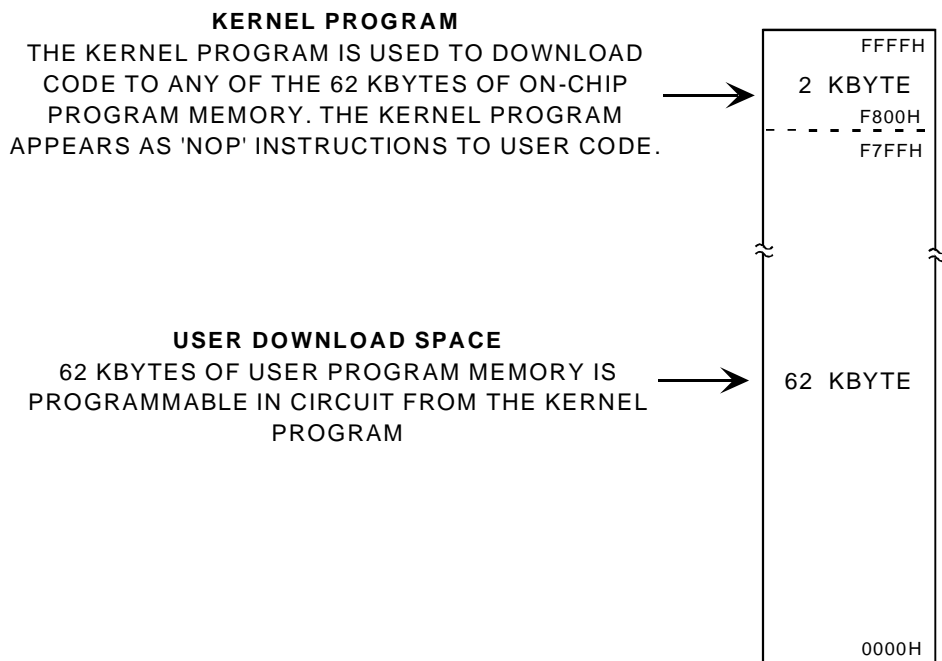 KERNEL PROGRAM
THE KERNEL PROGRAM IS USED TO DOWNLOAD
CODE TO ANY OF THE 62 KBYTES OF ON-CHIP
PROGRAM MEMORY. THE KERNEL PROGRAM
APPEARS AS 'NOP' INSTRUCTIONS TO USER CODE.
FFFFH
2 KBYTE
F800H
F7FFH
USER DOWNLOAD SPACE
62 KBYTES OF USER PROGRAM MEMORY IS
PROGRAMMABLE IN CIRCUIT FROM THE KERNEL
PROGRAM
62 KBYTE
0000H